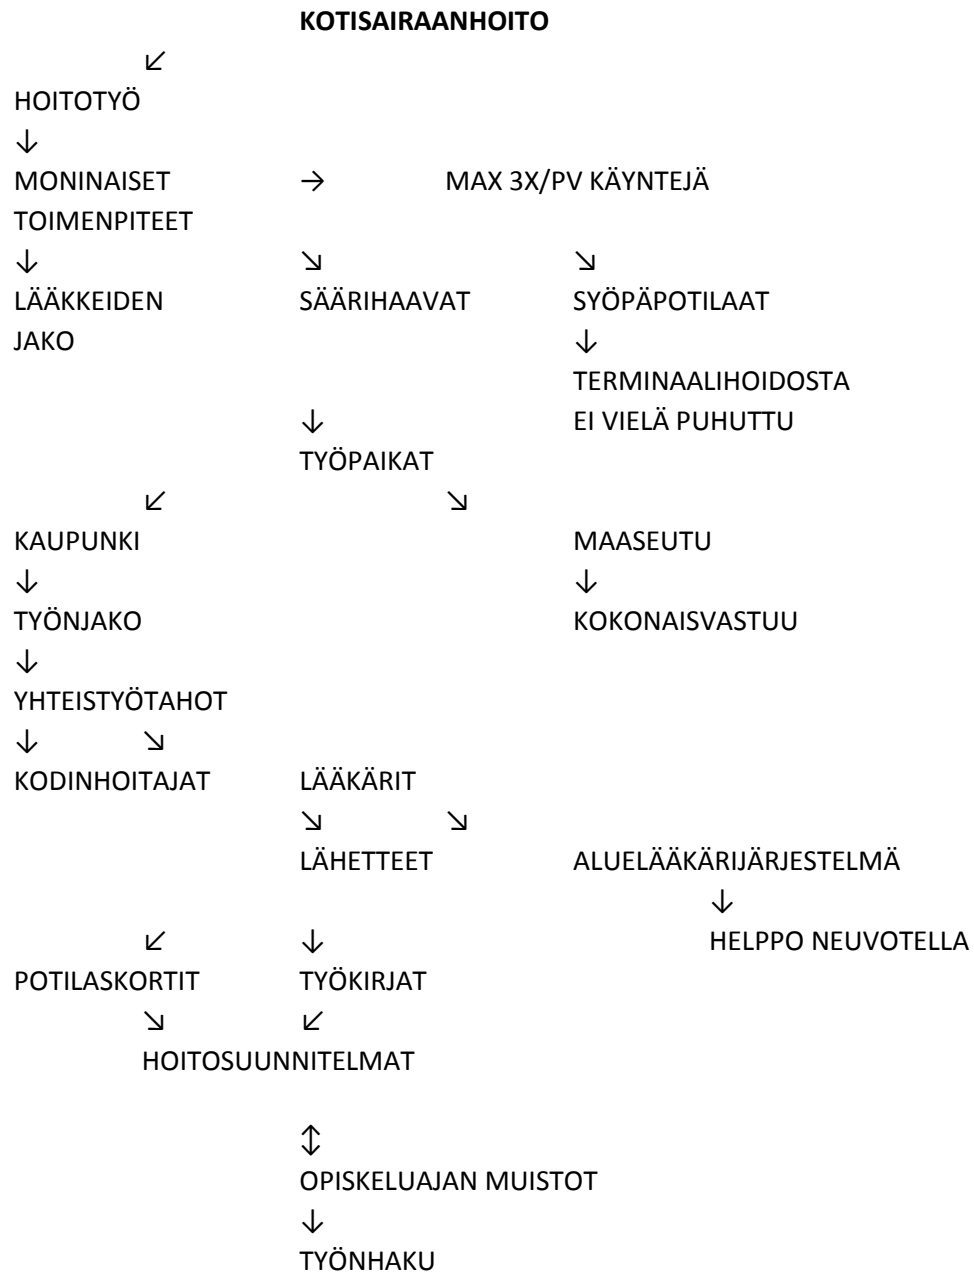 KOTISAIRAANHOITO
↙
HOITOTYÖ
↓
MONINAISET → MAX 3X/PV KÄYNTEJÄ
TOIMENPITEET
↓ ↘ ↘
LÄÄKKEIDEN SÄÄRIHAAVAT SYÖPÄPOTILAAT
JAKO ↓
TERMINAALIHOIDOSTA
↓ EI VIELÄ PUHUTTU
TYÖPAIKAT
↙ ↘
KAUPUNKI MAASEUTU
↓ ↓
TYÖNJAKO KOKONAISVASTUU
↓
YHTEISTYÖTAHOT
↓ ↘
KODINHOITAJAT LÄÄKÄRIT
↘ ↘
LÄHETTEET ALUELÄÄKÄRIJÄRJESTELMÄ
↓
↙ ↓ HELPPO NEUVOTELLA
POTILASKORTIT TYÖKIRJAT
↘ ↙
HOITOSUUNNITELMAT
↕
OPISKELUAJAN MUISTOT
↓
TYÖNHAKU